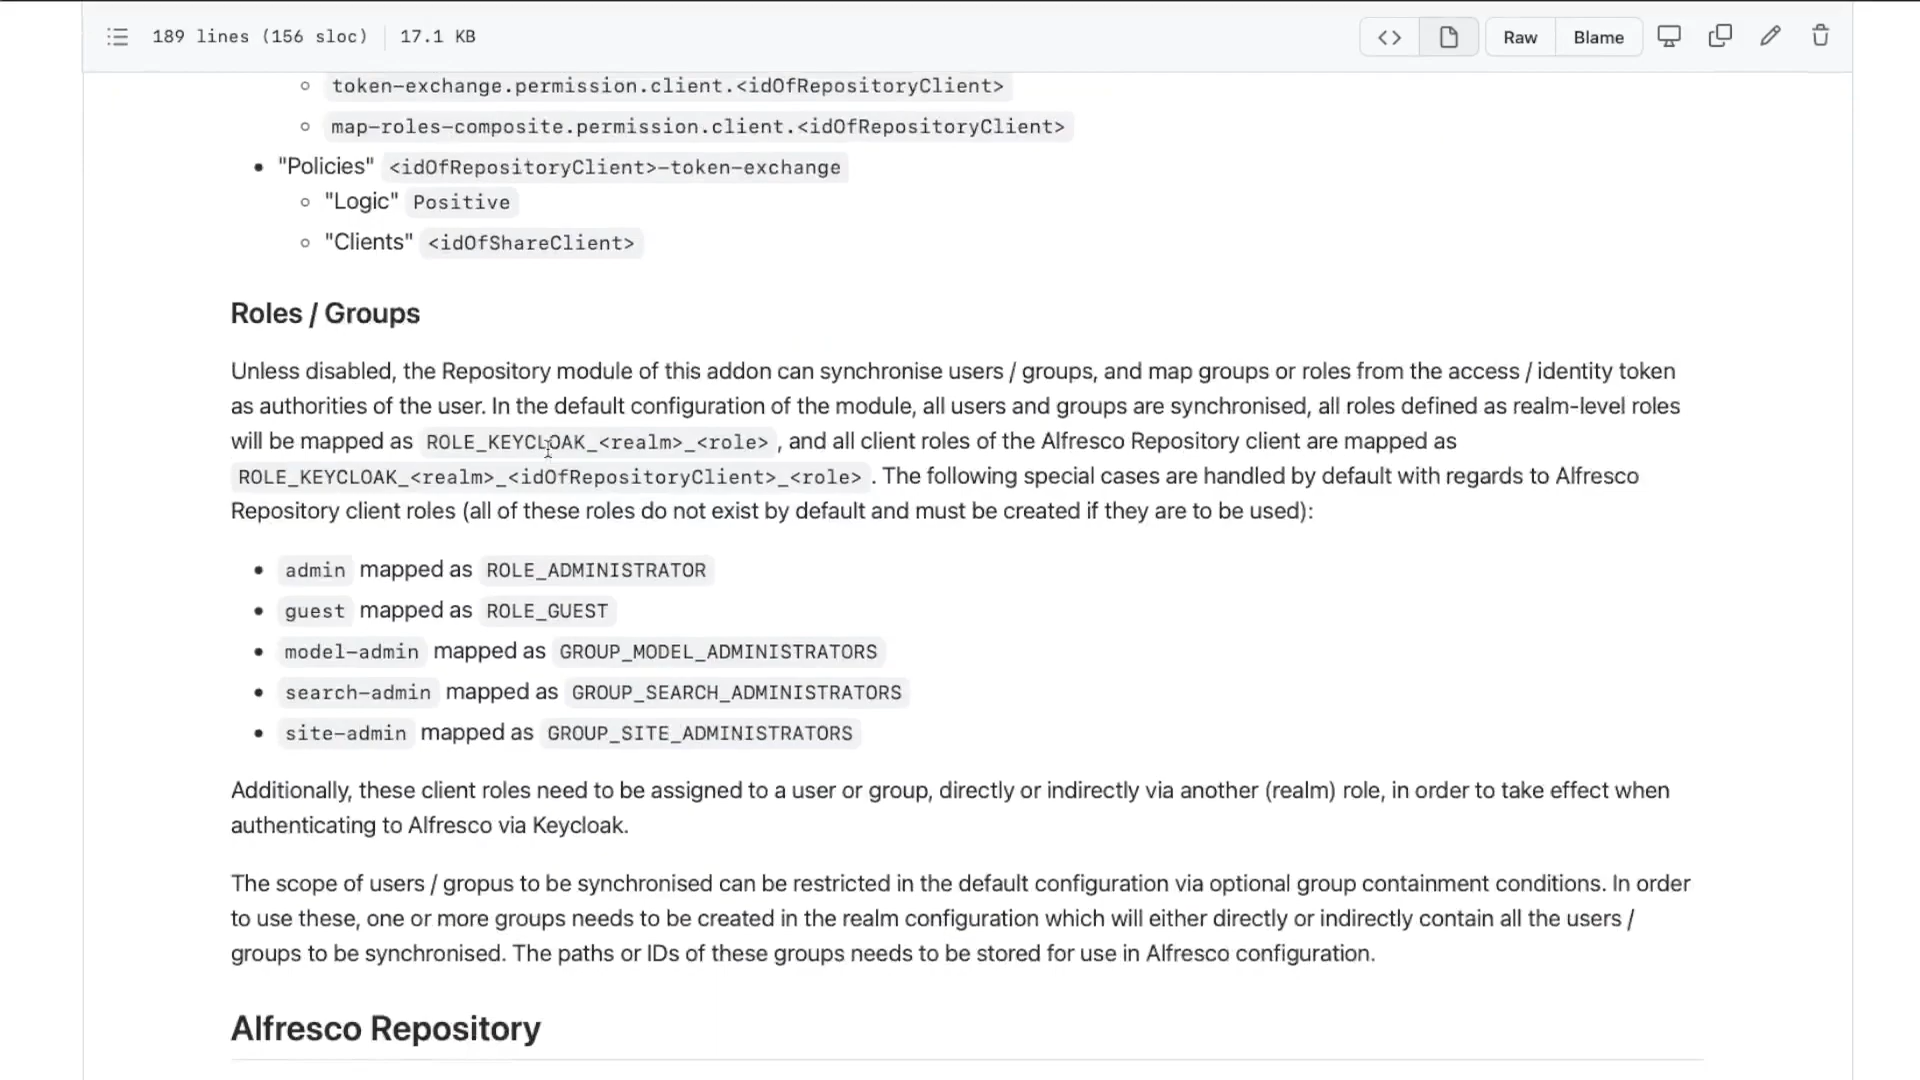 189 lines (156 sloc) 17.1 KB
Raw Blame
token-exchange.permission.client.<idOfRepositoryClient>
map-roles-composite.permission.client.<idOfRepositoryClient>
"Policies" <idOfRepositoryClient>-token-exchange
"Logic" Positive
"Clients" <idOfShareClient>
Roles / Groups
Unless disabled, the Repository module of this addon can synchronise users / groups, and map groups or roles from the access / identity token
as authorities of the user. In the default configuration of the module, all users and groups are synchronised, all roles defined as realm-level roles
will be mapped as ROLE_KEYCLOAK_<realm>_<role> , and all client roles of the Alfresco Repository client are mapped as
ROLE_KEYCLOAK_<realm>_<idOfRepositoryClient>_<role> . The following special cases are handled by default with regards to Alfresco
Repository client roles (all of these roles do not exist by default and must be created if they are to be used):
admin mapped as ROLE_ADMINISTRATOR
guest mapped as ROLE_GUEST
model-admin mapped as GROUP_MODEL_ADMINISTRATORS
search-admin mapped as GROUP_SEARCH_ADMINISTRATORS
site-admin mapped as GROUP_SITE_ADMINISTRATORS
Additionally, these client roles need to be assigned to a user or group, directly or indirectly via another (realm) role, in order to take effect when
authenticating to Alfresco via Keycloak.
The scope of users / gropus to be synchronised can be restricted in the default configuration via optional group containment conditions. In order
to use these, one or more groups needs to be created in the realm configuration which will either directly or indirectly contain all the users /
groups to be synchronised. The paths or IDs of these groups needs to be stored for use in Alfresco configuration.
Alfresco Repository